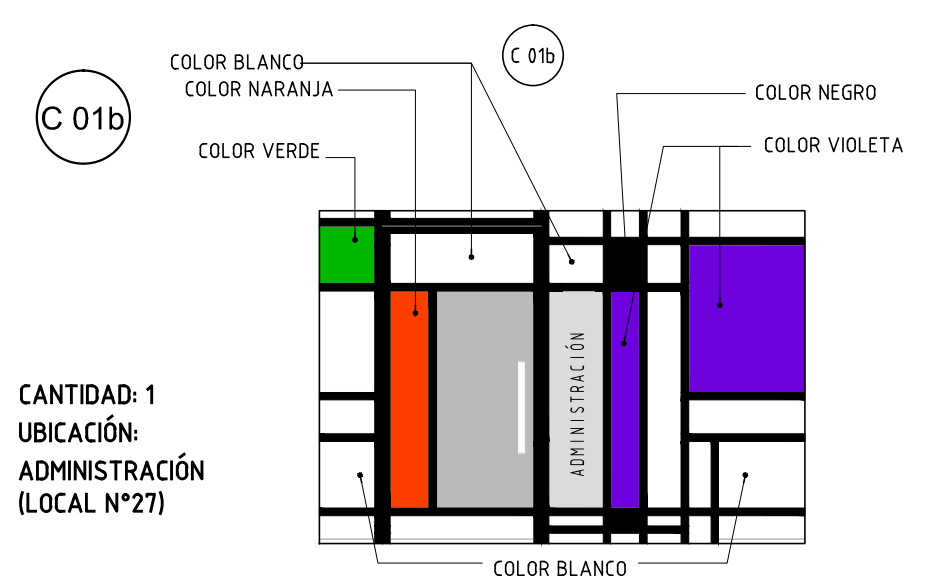 C 01b
COLOR BLANCO
C 01b
COLOR NARANJA
COLOR NEGRO
COLOR VERDE
COLOR VIOLETA
ADMINISTRACIÓN
CANTIDAD: 1
UBICACIÓN:
ADMINISTRACIÓN
(LOCAL N°27)
COLOR BLANCO